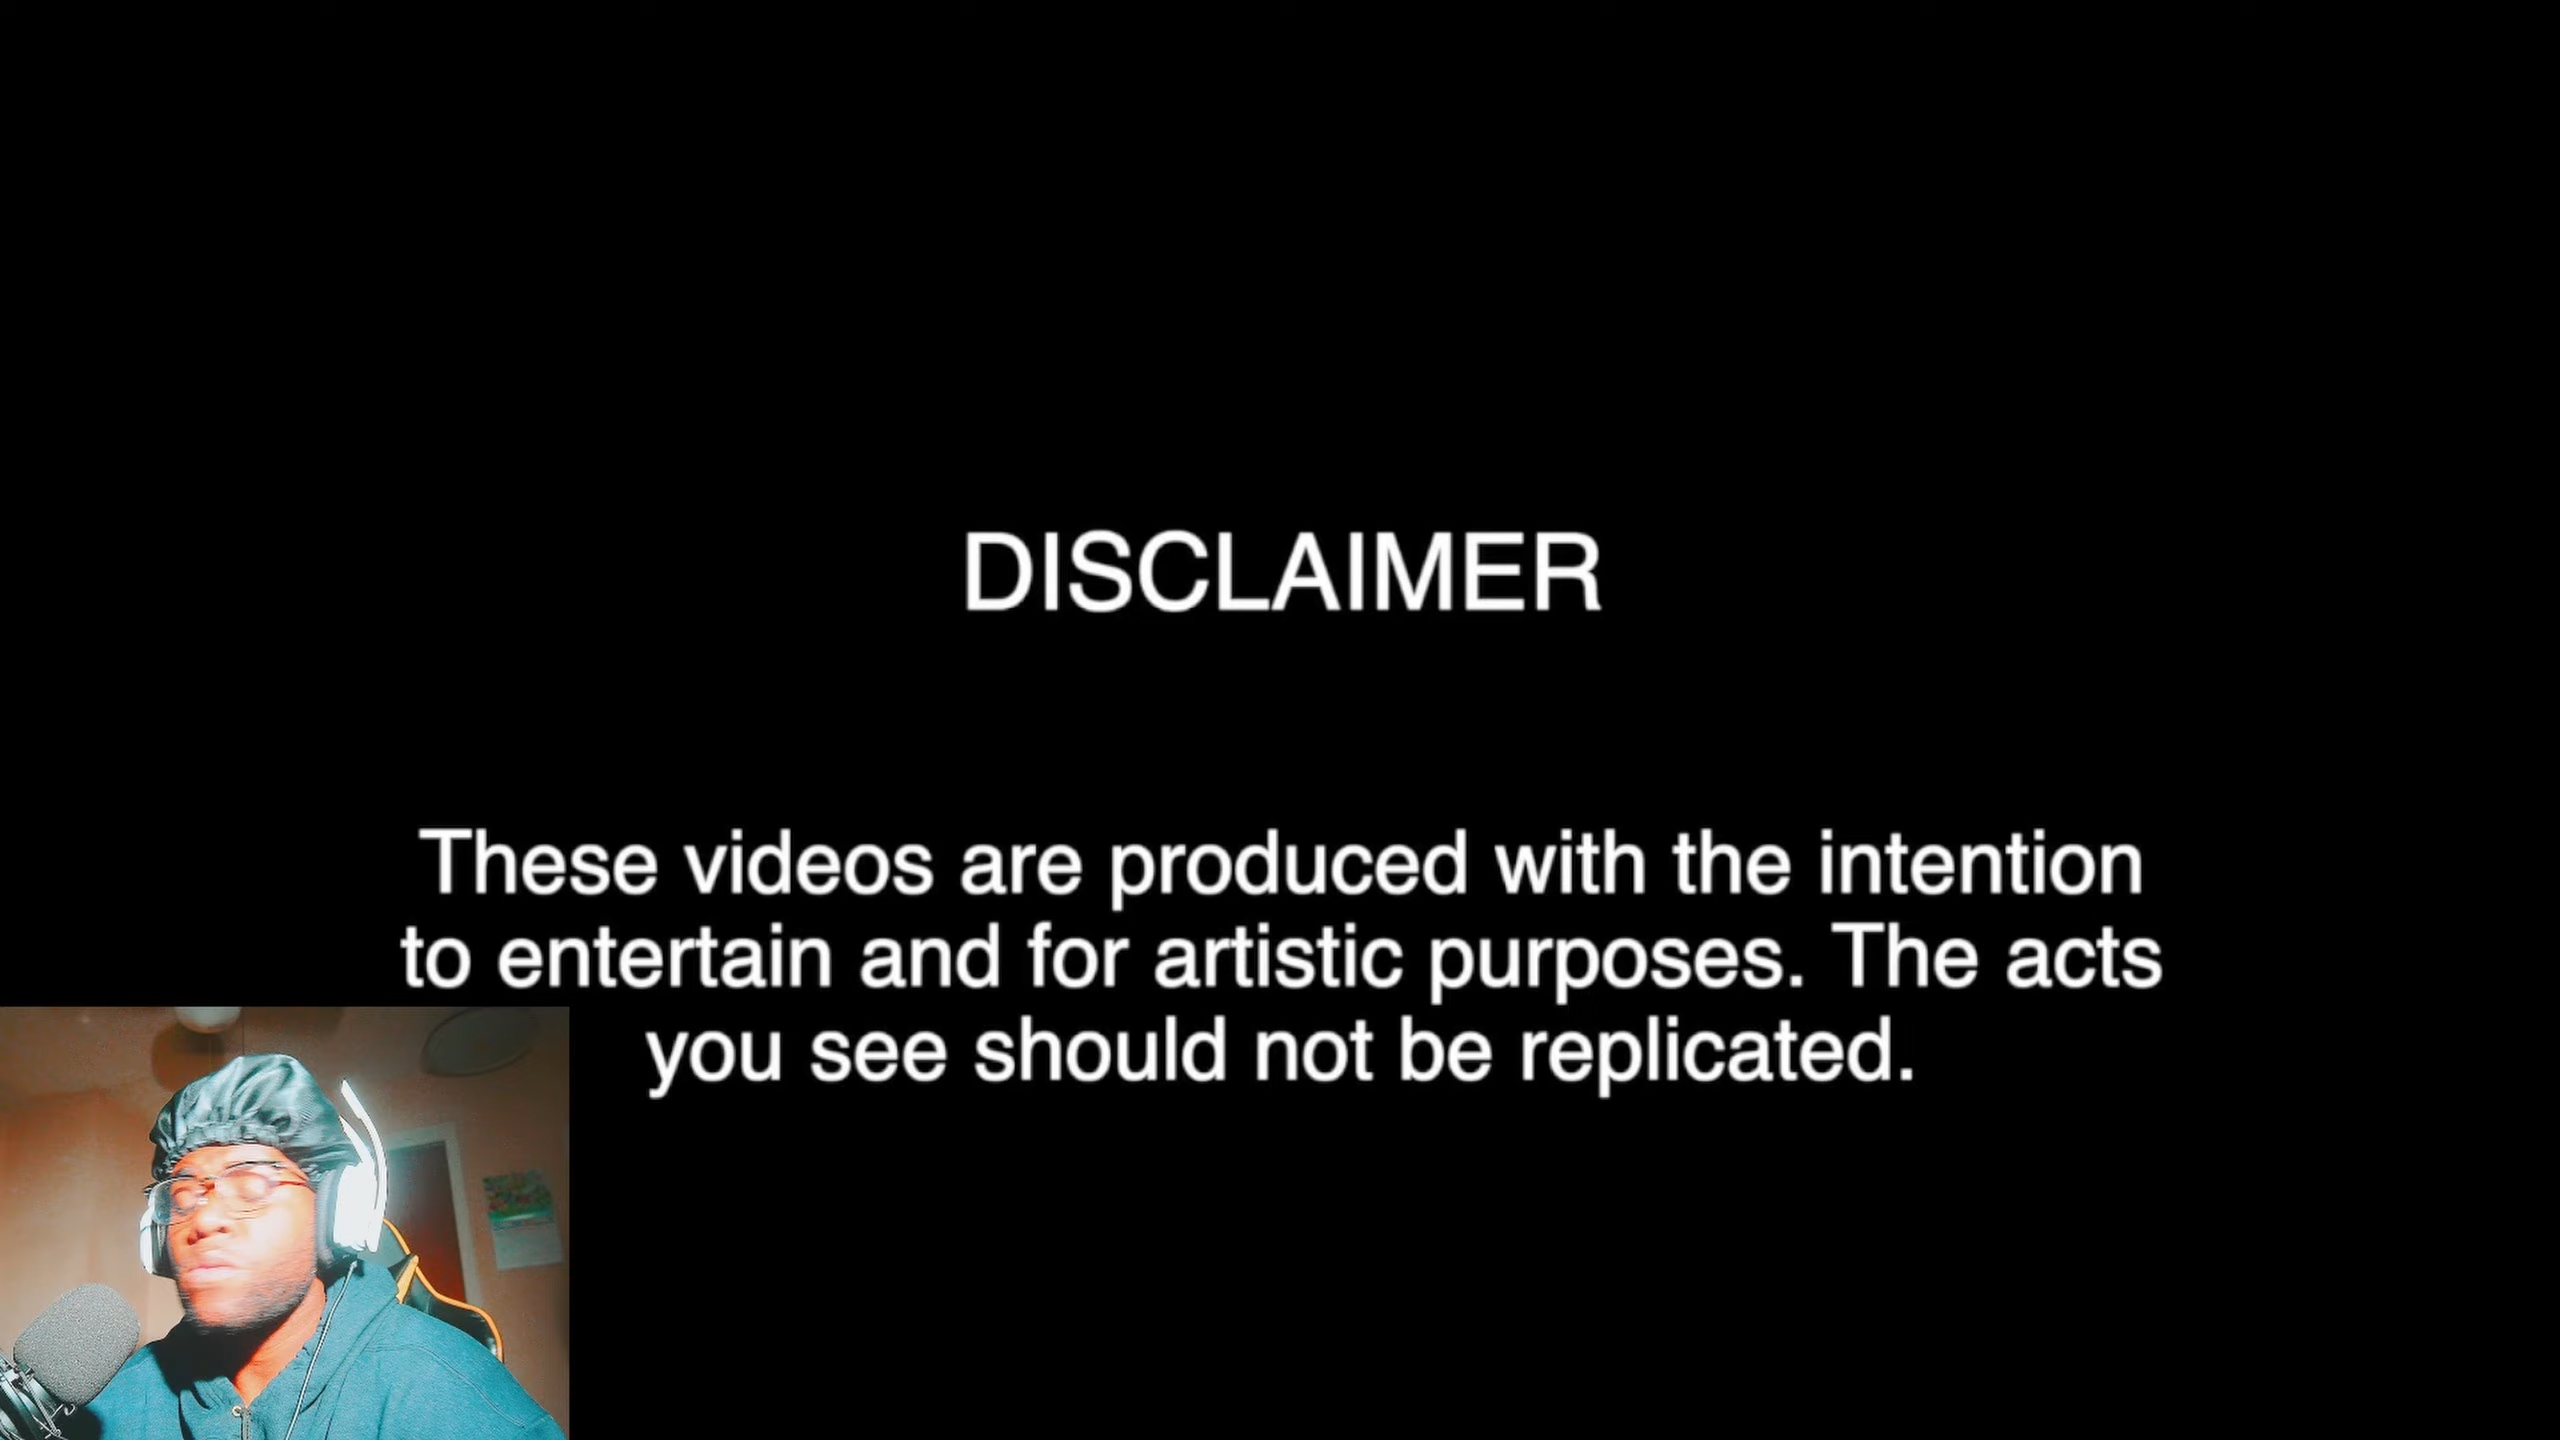 DISCLAIMER
These videos are produced with the intention
to entertain and for artistic purposes. The acts
you see should not be replicated.